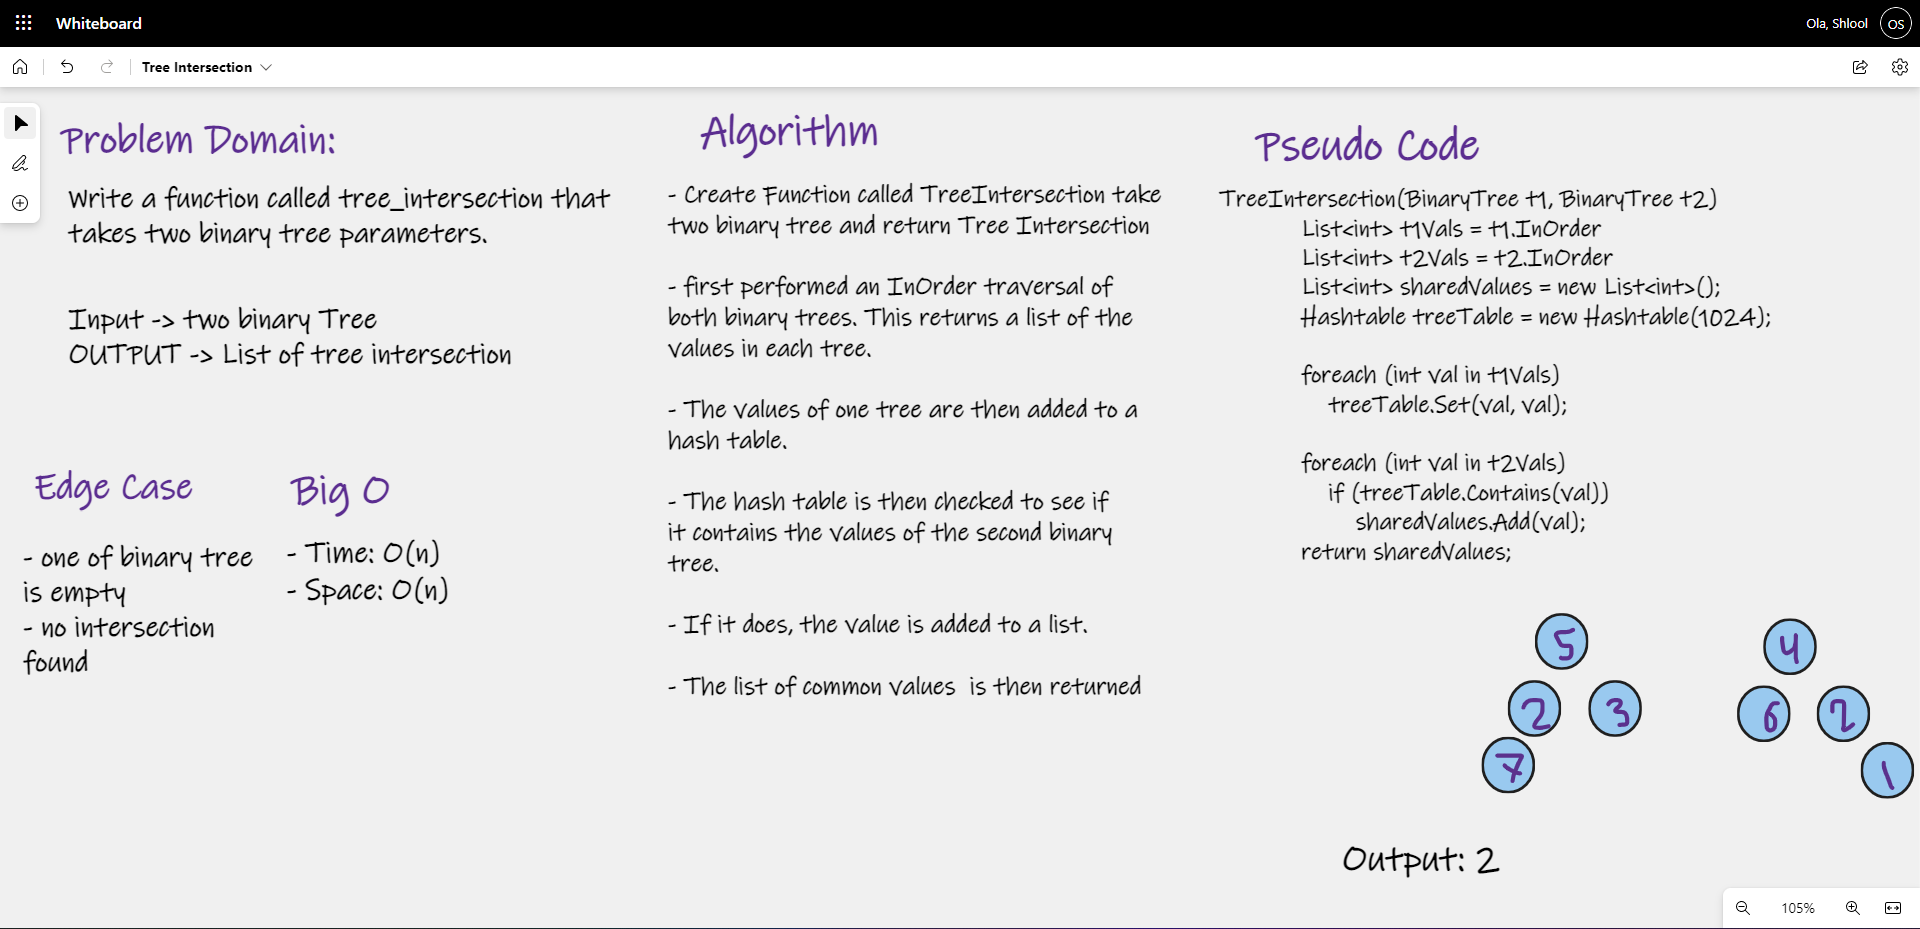 Whiteboard
Ola, Shlool
OS
Tree Intersection
Problem Domain:
Write a function called tree_intersection that
takes two binary tree parameters.
Input -> two binary Tree
OUTPUT -> List of tree intersection
Edge Case
- one of binary tree
is empty
- no intersection
found
Big O
- Time: O(n)
- Space: O(n)
Algorithm
- Create Function called TreeIntersection take
two binary tree and return Tree Intersection
- first performed an InOrder traversal of
both binary trees. This returns a list of the
values in each tree.
- The values of one tree are then added to a
hash table.
- The hash table is then checked to see if
it contains the values of the second binary
tree.
- If it does, the value is added to a list.
- The list of common values  is then returned
Pseudo Code
TreeIntersection(BinaryTree t1, BinaryTree t2)
List<int> t1Vals = t1.InOrder
List<int> t2Vals = t2.InOrder
List<int> sharedValues = new List<int>();
Hashtable treeTable = new Hashtable(1024);
foreach (int val in t1Vals)
treeTable.Set(val, val);
foreach (int val in t2Vals)
if (treeTable.Contains(val))
sharedValues.Add(val);
return sharedValues;
5
2 3
7
4
6 2
1
Output: 2
105%